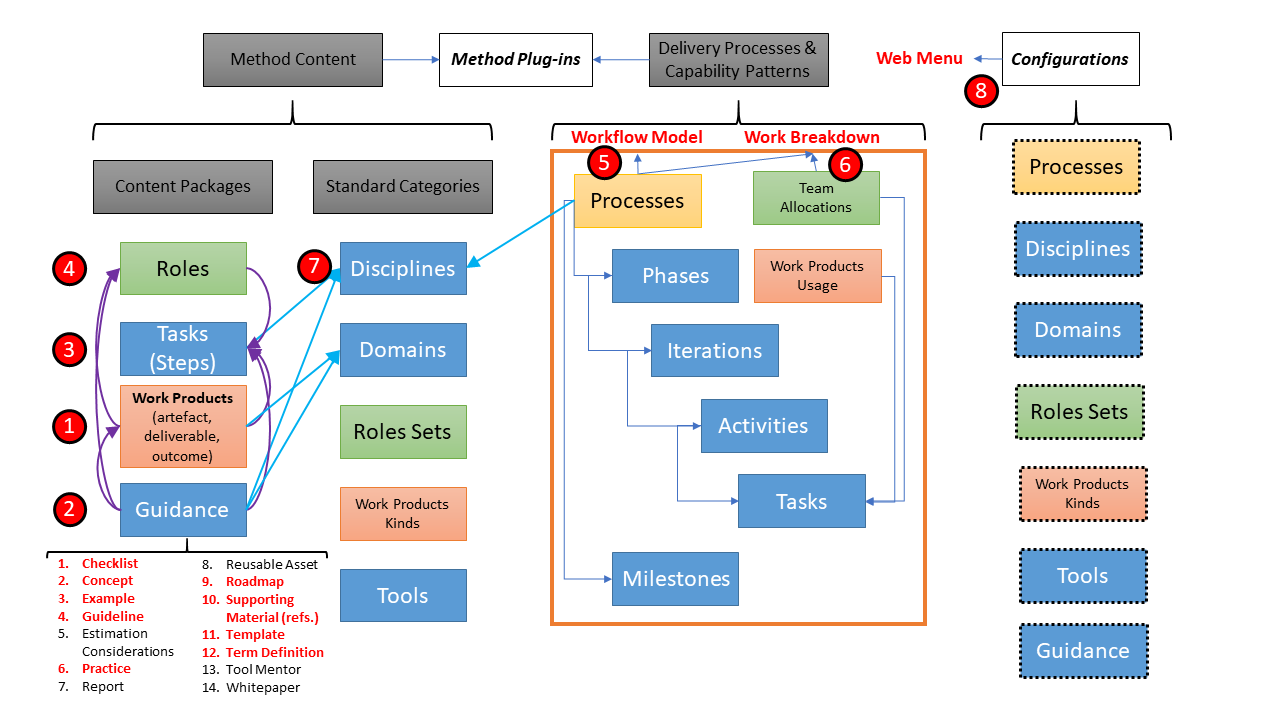 Method Content
Method Plug-ins
Delivery Processes &
Capability Patterns
Web Menu
Configurations
8
Workflow Model
Work Breakdown
5
6
Content Packages
Standard Categories
4
Roles
3
Tasks
(Steps)
1
Work Products
(artefact,
deliverable,
outcome)
2
Guidance
1. Checklist
2. Concept
3. Example
4. Guideline
5. Estimation
Considerations
6. Practice
7. Report
8. Reusable Asset
9. Roadmap
10. Supporting
Material (refs.)
11. Template
12. Term Definition
13. Tool Mentor
14. Whitepaper
7
Disciplines
Domains
Roles Sets
Work Products
Kinds
Tools
Processes
Team
Allocations
Phases
Work Products
Usage
Iterations
Activities
Tasks
Milestones
Processes
Disciplines
Domains
Roles Sets
Work Products
Kinds
Tools
Guidance